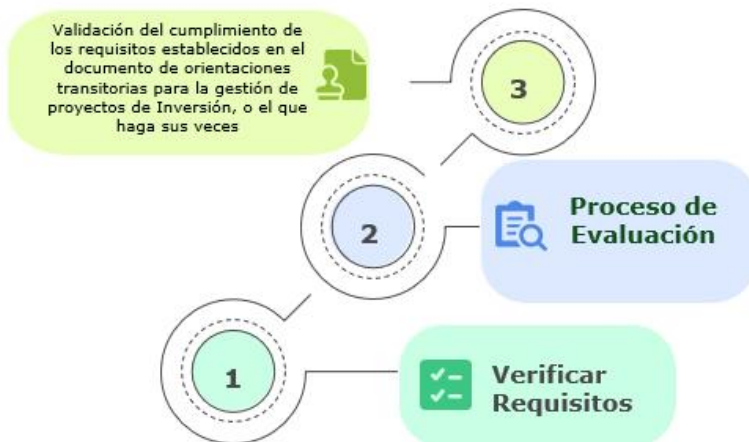 Validación del cumplimiento de
los requisitos establecidos en el
documento de orientaciones
transitorias para la gestión de
proyectos de Inversión, o el que
haga sus veces
3
2
Proceso de
Evaluación
1
Verificar
Requisitos